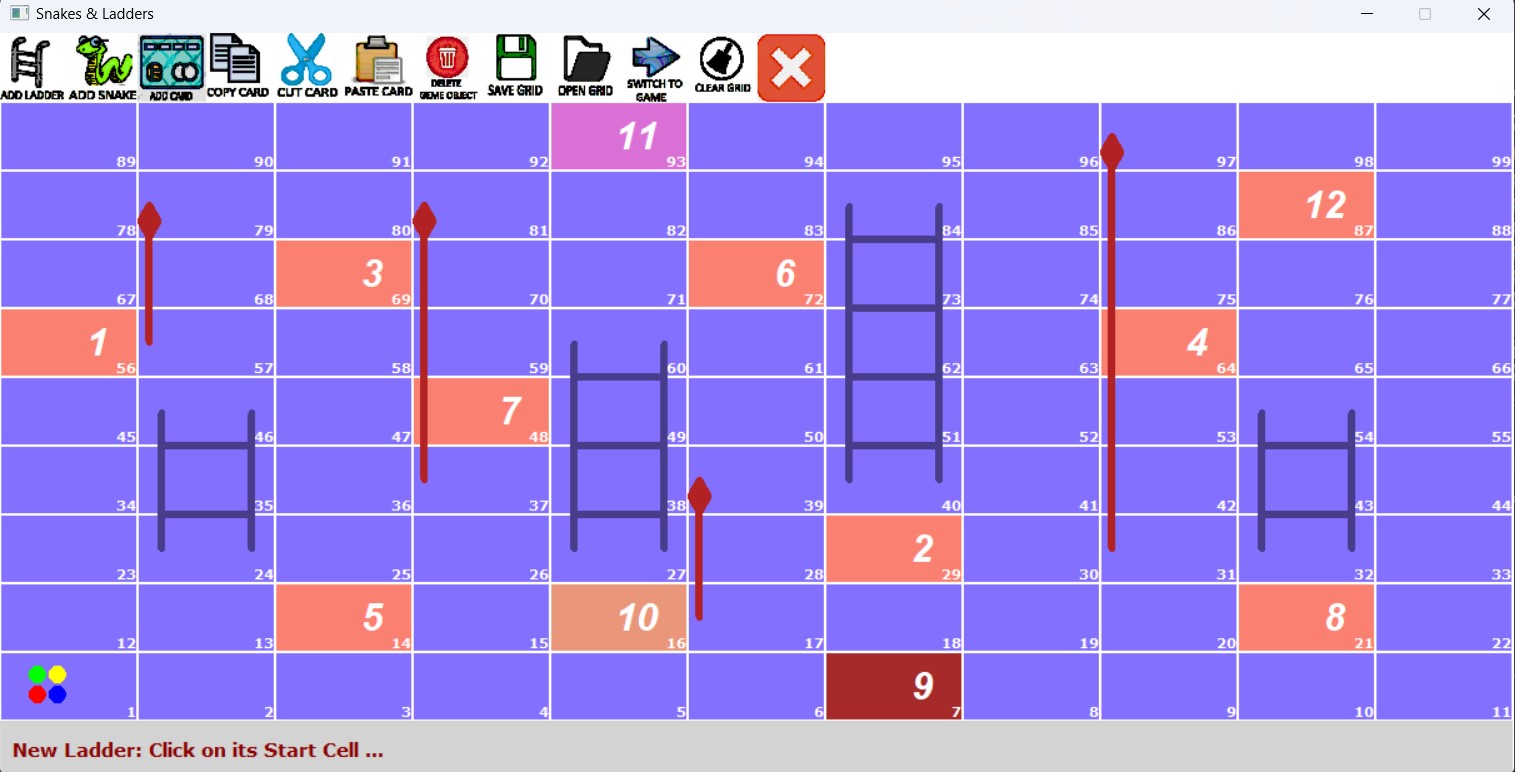 Snakes & Ladders
ADD LADDER ADD SNAKE ADD CARD COPY CARD CUT CARD PASTE CARD DELETE GEME OBJECT SAVE GRID OPEN GRID SWITCH TO GAME CLEAR GRID
11
89 90 91 92 93 94 95 96 97 98 99
12
78 79 80 81 82 83 84 85 86 87 88
3 6
67 68 69 70 71 72 73 74 75 76 77
1 4
56 57 58 59 60 61 62 63 64 65 66
7
45 46 47 48 49 50 51 52 53 54 55
34 35 36 37 38 39 40 41 42 43 44
2
23 24 25 26 27 28 29 30 31 32 33
5 10 8
12 13 14 15 16 17 18 19 20 21 22
9
1 2 3 4 5 6 7 8 9 10 11
New Ladder: Click on its Start Cell ...